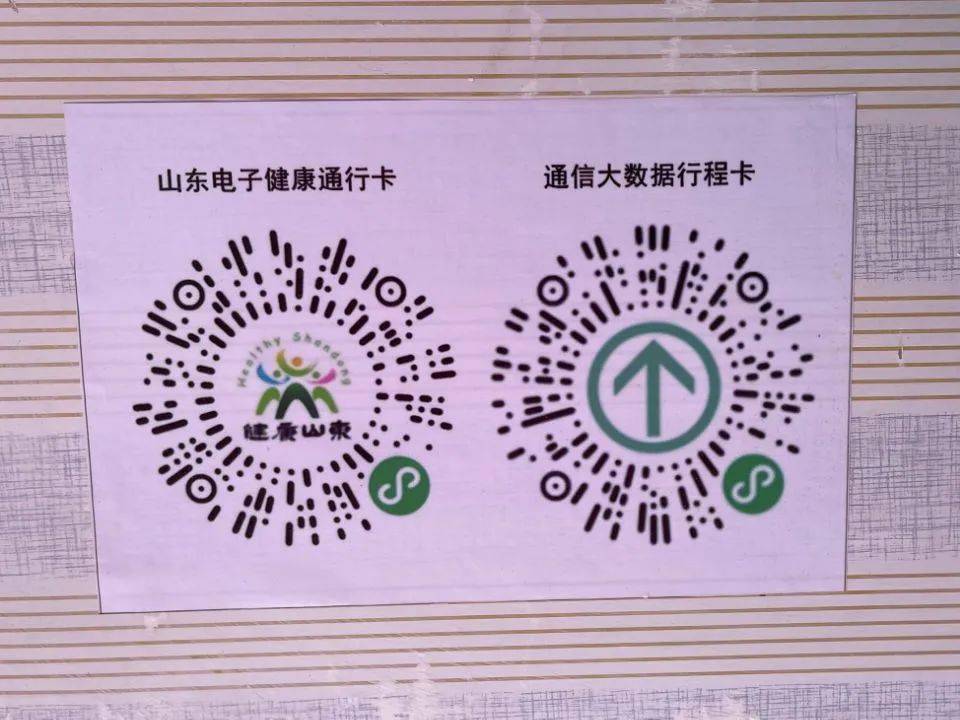 山东电子健康通行卡
通信大数据行程卡
Healthy Shandong
健康山东